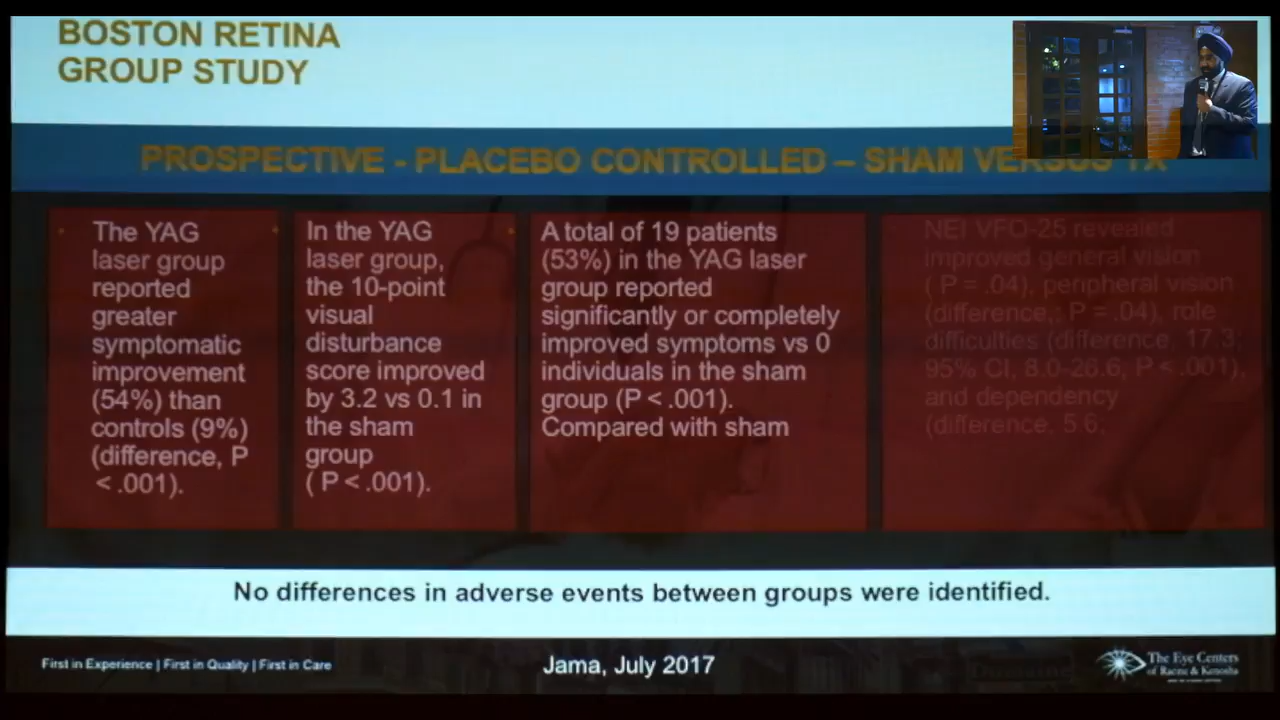 BOSTON RETINA
GROUP STUDY
PROSPECTIVE - PLACEBO CONTROLLED – SHAM VERSUS TX
The YAG
laser group
reported
greater
symptomatic
improvement
(54%) than
controls (9%)
(difference, P
< .001).
In the YAG
laser group,
the 10-point
visual
disturbance
score improved
by 3.2 vs 0.1 in
the sham
group
( P < .001).
A total of 19 patients
(53%) in the YAG laser
group reported
significantly or completely
improved symptoms vs 0
individuals in the sham
group (P < .001).
Compared with sham
NEI VFQ-25 revealed
improved general vision
( P = .04), peripheral vision
(difference,: P = .04), role
difficulties (difference, 17.3;
95% CI, 8.0-26.6, P < .001),
and dependency
(difference, 5.6;
No differences in adverse events between groups were identified.
First in Experience | First in Quality | First in Care
Jama, July 2017
The Eye Centers
of Racine & Kenosha